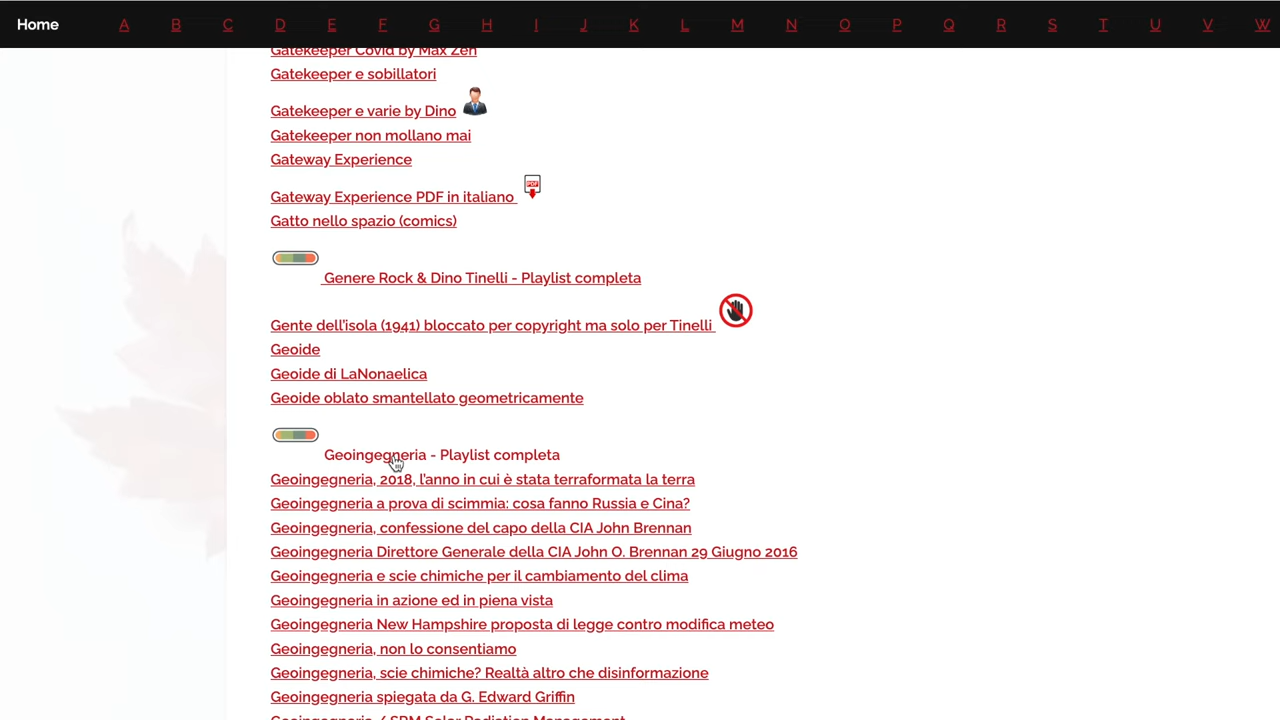 Home A B C D E F G H I J K L M N O P Q R S T U V W
Gatekeeper Covid by Max Zen
Gatekeeper e sobillatori
Gatekeeper e varie by Dino
Gatekeeper non mollano mai
Gateway Experience
Gateway Experience PDF in italiano PDF
Gatto nello spazio (comics)
Genere Rock & Dino Tinelli - Playlist completa
Gente dell'isola (1941) bloccato per copyright ma solo per Tinelli
Geoide
Geoide di LaNonaelica
Geoide oblato smantellato geometricamente
Geoingegneria - Playlist completa
Geoingegneria, 2018, l'anno in cui è stata terraformata la terra
Geoingegneria a prova di scimmia: cosa fanno Russia e Cina?
Geoingegneria, confessione del capo della CIA John Brennan
Geoingegneria Direttore Generale della CIA John O. Brennan 29 Giugno 2016
Geoingegneria e scie chimiche per il cambiamento del clima
Geoingegneria in azione ed in piena vista
Geoingegneria New Hampshire proposta di legge contro modifica meteo
Geoingegneria, non lo consentiamo
Geoingegneria, scie chimiche? Realtà altro che disinformazione
Geoingegneria spiegata da G. Edward Griffin
Geoingegneria / SRM Solar Radiation Management